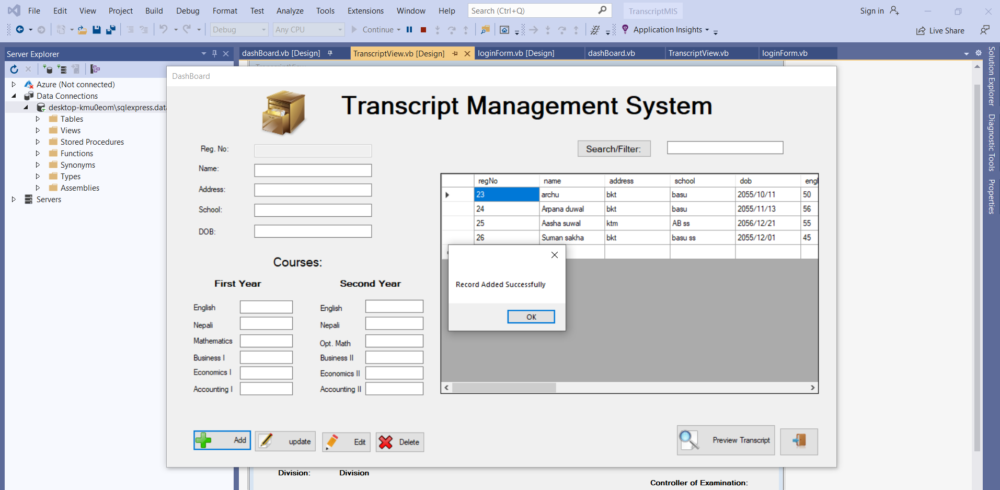 File Edit View Project Build Debug Format Test Analyze Tools Extensions Window Help Search (Ctrl+Q) TranscriptMIS Sign in
Debug Any CPU Continue Application Insights Live Share
Server Explorer
dashBoard.vb [Design] TranscriptView.vb [Design] loginForm.vb [Design] dashBoard.vb TranscriptView.vb loginForm.vb
Azure (Not connected)
Data Connections
desktop-kmu0eom\sqlexpress.data
Tables
Views
Stored Procedures
Functions
Synonyms
Types
Assemblies
Servers
DashBoard
Transcript Management System
Reg. No:
Name:
Address:
School:
DOB:
Search/Filter:
regNo name address school dob engl
23 archu bkt basu 2055/10/11 50
24 Arpana duwal bkt basu 2055/11/13 56
25 Aasha suwal ktm AB ss 2056/12/21 55
26 Suman sakha bkt basu ss 2055/12/01 45
Record Added Successfully
OK
Courses:
First Year Second Year
English English
Nepali Nepali
Mathematics Opt. Math
Business I Business II
Economics I Economics II
Accounting I Accounting II
Add update Edit Delete
Preview Transcript
Division: Division
Controller of Examination:
Solution Explorer
Diagnostic Tools
Properties